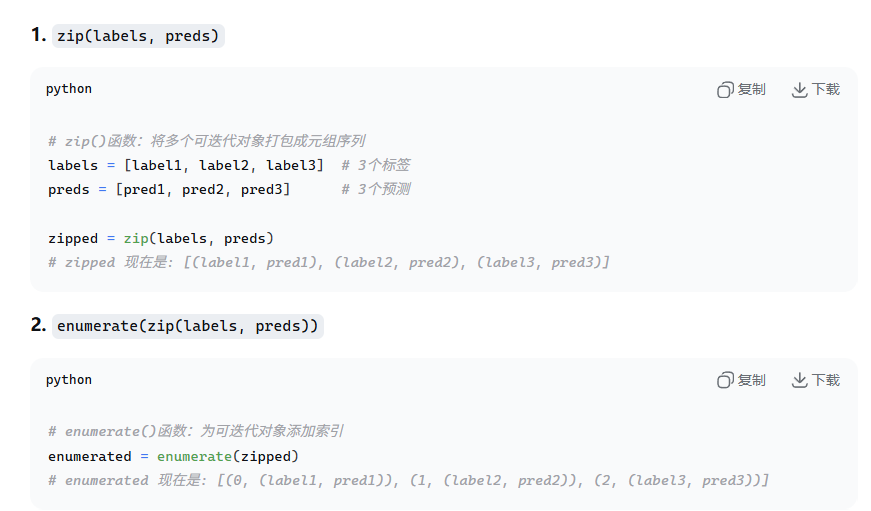 1. zip(labels, preds)
python 复制 下载
# zip()函数：将多个可迭代对象打包成元组序列
labels = [label1, label2, label3]  # 3个标签
preds = [pred1, pred2, pred3]      # 3个预测
zipped = zip(labels, preds)
# zipped 现在是: [(label1, pred1), (label2, pred2), (label3, pred3)]
2. enumerate(zip(labels, preds))
python 复制 下载
# enumerate()函数：为可迭代对象添加索引
enumerated = enumerate(zipped)
# enumerated 现在是: [(0, (label1, pred1)), (1, (label2, pred2)), (2, (label3, pred3))]